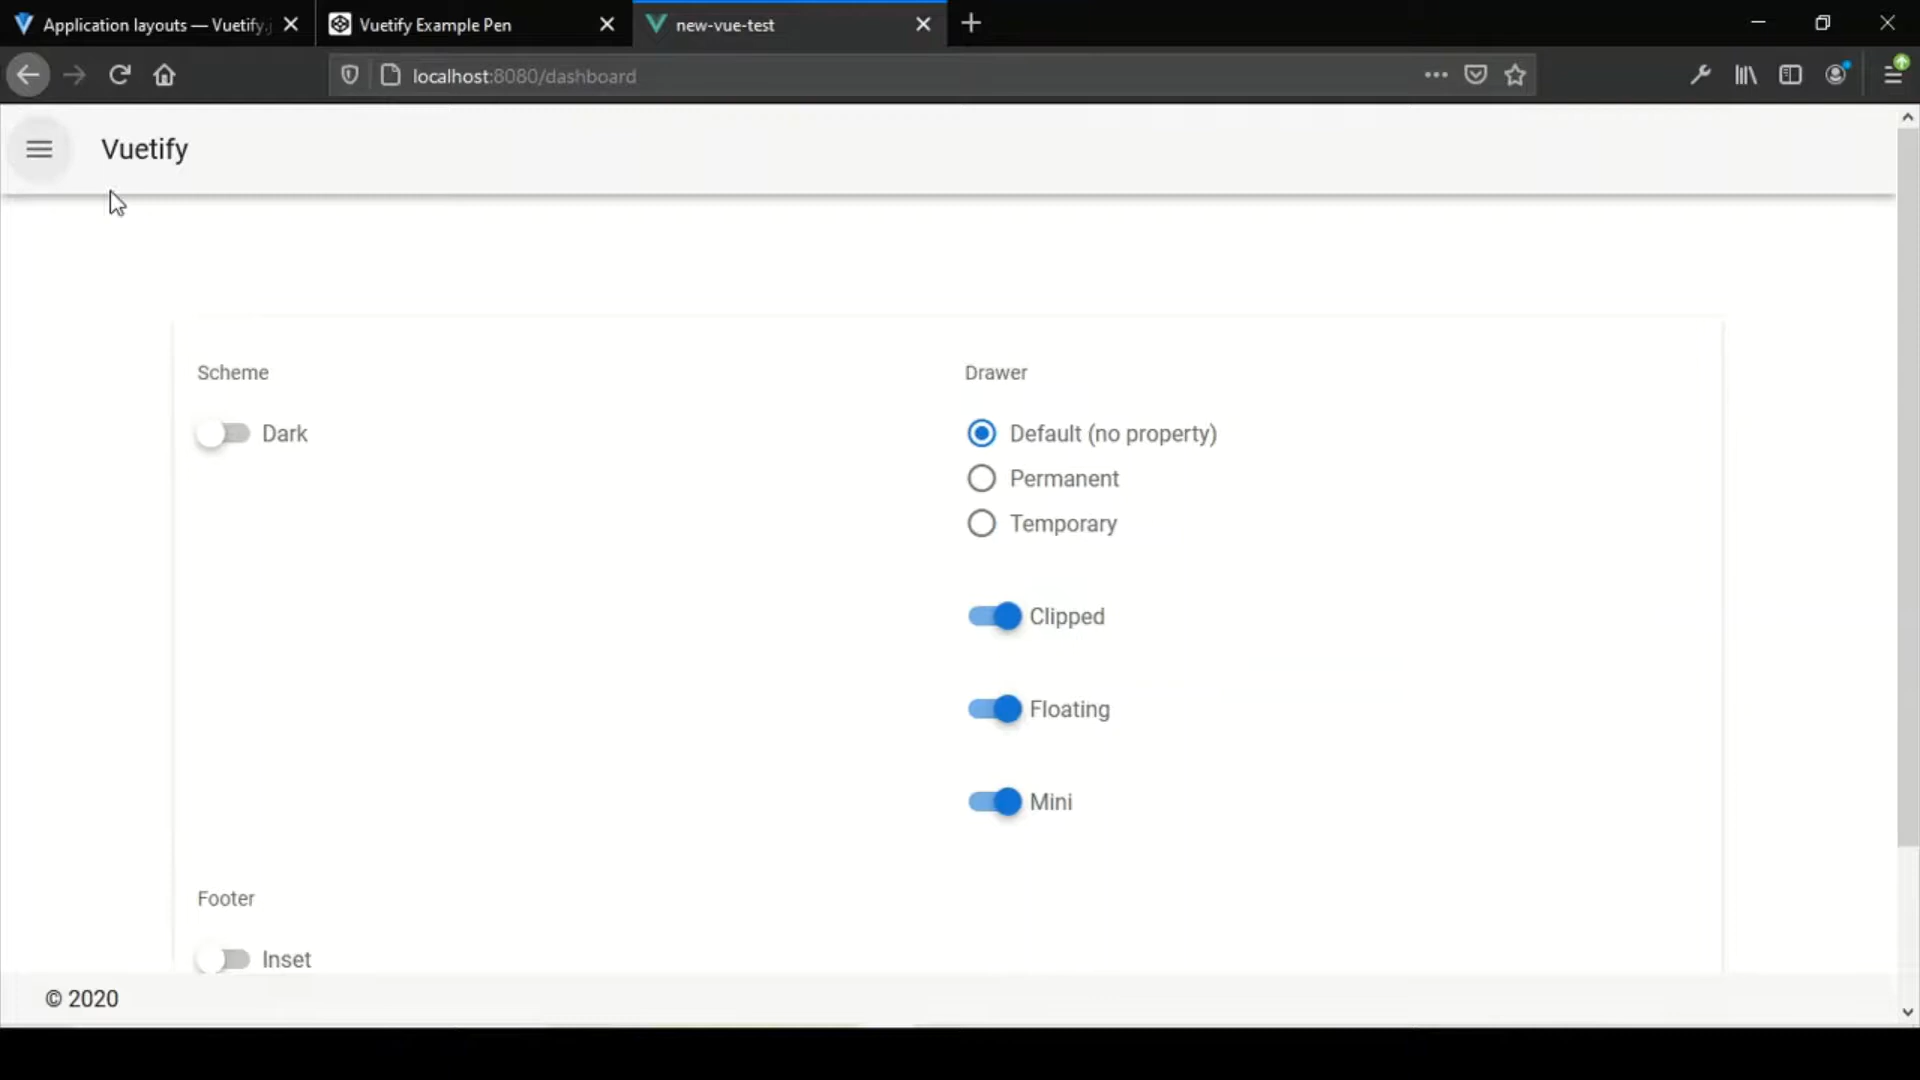 Application layouts — Vuetify.j
Vuetify Example Pen
new-vue-test
localhost:8080/dashboard
Vuetify
Scheme
Dark
Drawer
Default (no property)
Permanent
Temporary
Clipped
Floating
Mini
Footer
Inset
© 2020